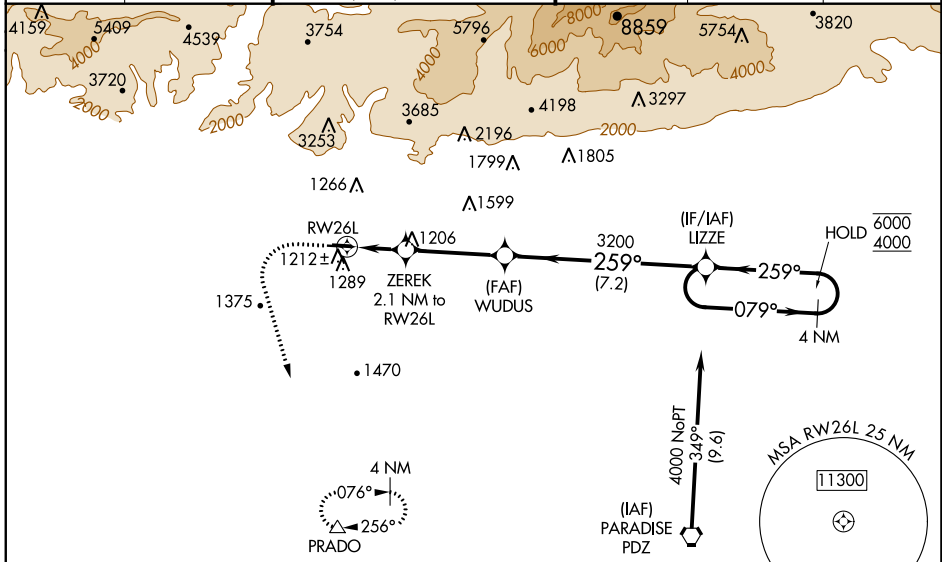 4159
5409
4000
4539
3720
2000
3754
5796
4000
3685
8000
6000
8859
5754
4000
3820
3297
4198
2000
2000
3253
2196
1799
1805
1266
1599
RW26L
1206
1212±
1289
ZEREK
2.1 NM to
RW26L
(FAF)
WUDUS
3200
259°
(7.2)
(IF/IAF)
LIZZE
HOLD
6000
4000
259°
079°
4 NM
1375
1470
4 NM
076°
256°
PRADO
4000 NoPT
349°
(9.6)
(IAF)
PARADISE
PDZ
MSA RW26L 25 NM
11300